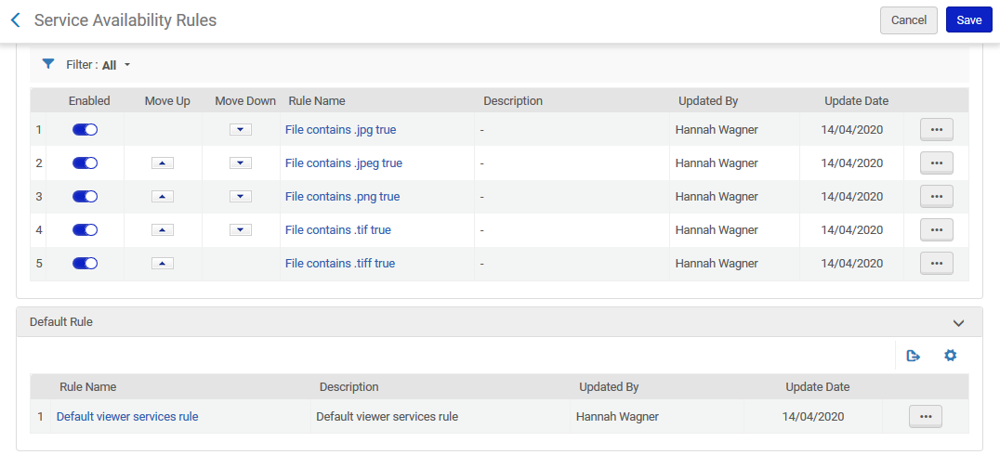 Service Availability Rules Cancel Save
Filter : All
Enabled Move Up Move Down Rule Name Description Updated By Update Date
1 File contains .jpg true - Hannah Wagner 14/04/2020
2 File contains .jpeg true - Hannah Wagner 14/04/2020
3 File contains .png true - Hannah Wagner 14/04/2020
4 File contains .tif true - Hannah Wagner 14/04/2020
5 File contains .tiff true - Hannah Wagner 14/04/2020
Default Rule
Rule Name Description Updated By Update Date
1 Default viewer services rule Default viewer services rule Hannah Wagner 14/04/2020